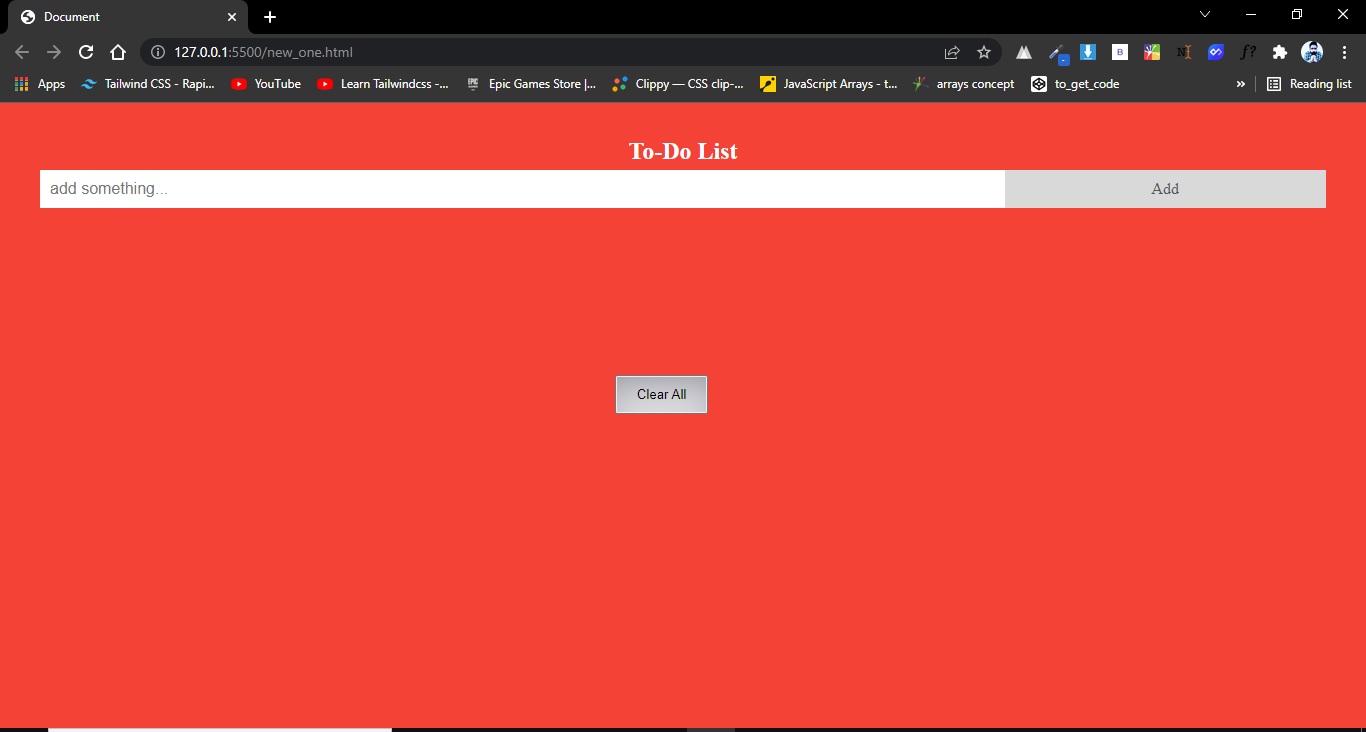 Document
127.0.0.1:5500/new_one.html
Apps Tailwind CSS - Rapi... YouTube Learn Tailwindcss -... Epic Games Store |... Clippy — CSS clip-... JavaScript Arrays - t... arrays concept to_get_code » Reading list
To-Do List
add something... Add
Clear All